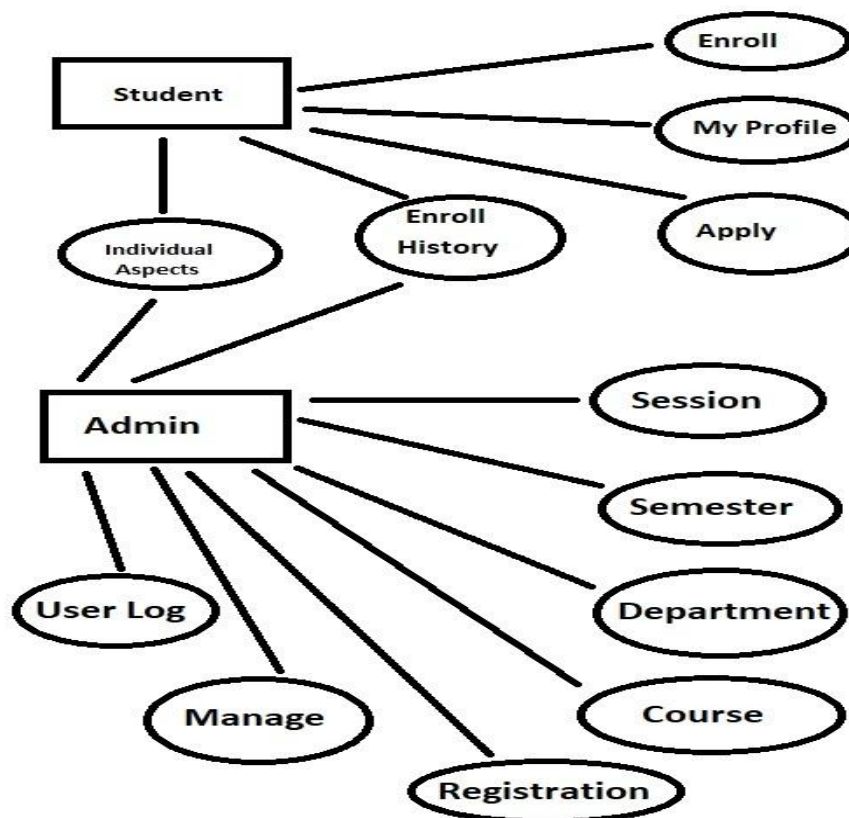 Enroll
Student
My Profile
Enroll
History
Apply
Individual
Aspects
Session
Admin
Semester
User Log
Department
Manage
Course
Registration